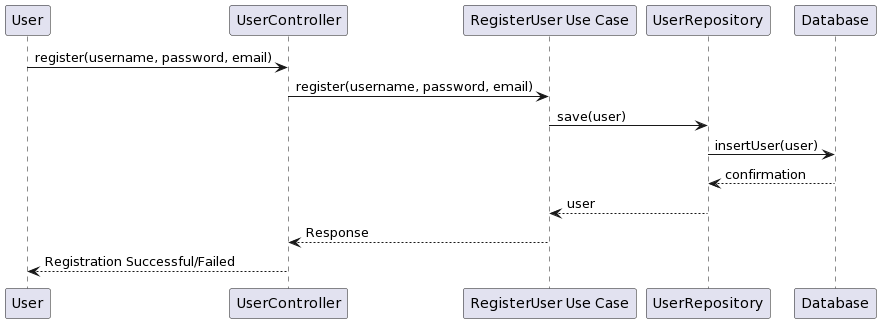 User
UserController
RegisterUser Use Case
UserRepository
Database
register(username, password, email)
register(username, password, email)
save(user)
insertUser(user)
confirmation
user
Response
Registration Successful/Failed
User
UserController
RegisterUser Use Case
UserRepository
Database